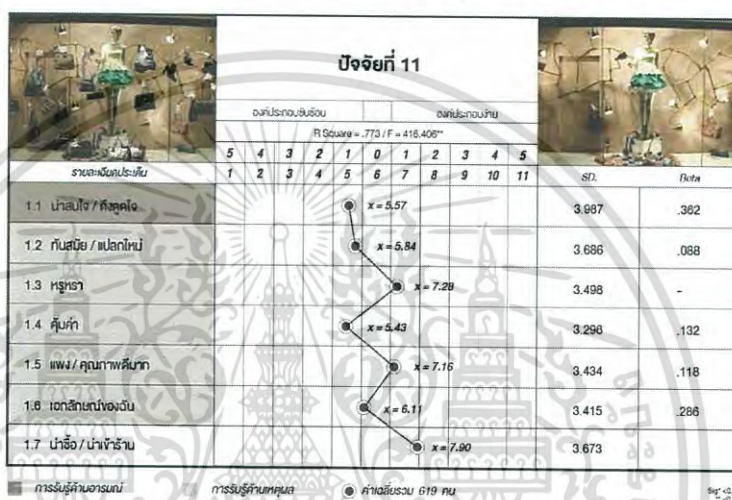 ปัจจัยที่ 11
องค์ประกอบซับซ้อน องค์ประกอบง่าย
R Square = .773 / F = 416.406**
5 4 3 2 1 0 1 2 3 4 5
รายละเอียดประเด็น 1 2 3 4 5 6 7 8 9 10 11 SD. Beta
1.1 น่าสนใจ / ดึงดูดใจ x = 5.57 3.987 .362
1.2 ทันสมัย / แปลกใหม่ x = 5.84 3.686 .088
1.3 หรูหรา x = 7.28 3.498 -
1.4 คุ้มค่า x = 5.43 3.296 .132
1.5 แพง / คุณภาพดีมาก x = 7.16 3.434 .118
1.6 เอกลักษณ์ของฉัน x = 6.11 3.415 .286
1.7 น่าซื้อ / น่าเข้าร้าน x = 7.90 3.673
การรับรู้ด้านอารมณ์ การรับรู้ด้านเหตุผล ค่าเฉลี่ยรวม 619 คน